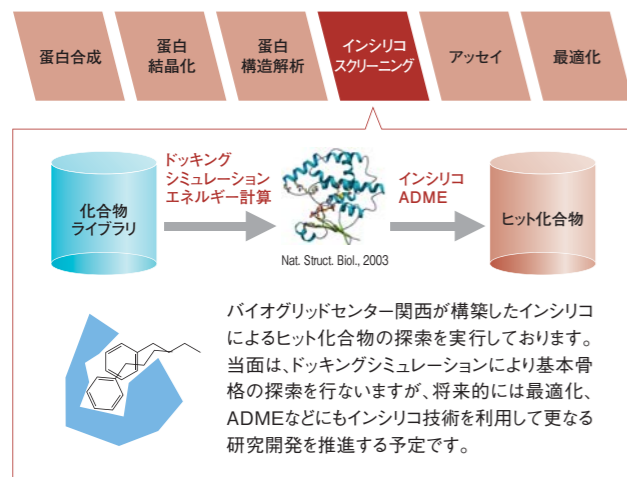 蛋白合成
蛋白
結晶化
蛋白
構造解析
インシリコ
スクリーニング
アッセイ
最適化
化合物
ライブラリ
ドッキング
シミュレーション
エネルギー計算
Nat. Struct. Biol., 2003
インシリコ
ADME
ヒット化合物
バイオグリッドセンター関西が構築したインシリコ
によるヒット化合物の探索を実行しております。
当面は、ドッキングシミュレーションにより基本骨
格の探索を行ないますが、将来的には最適化、
ADMEなどにもインシリコ技術を利用して更なる
研究開発を推進する予定です。